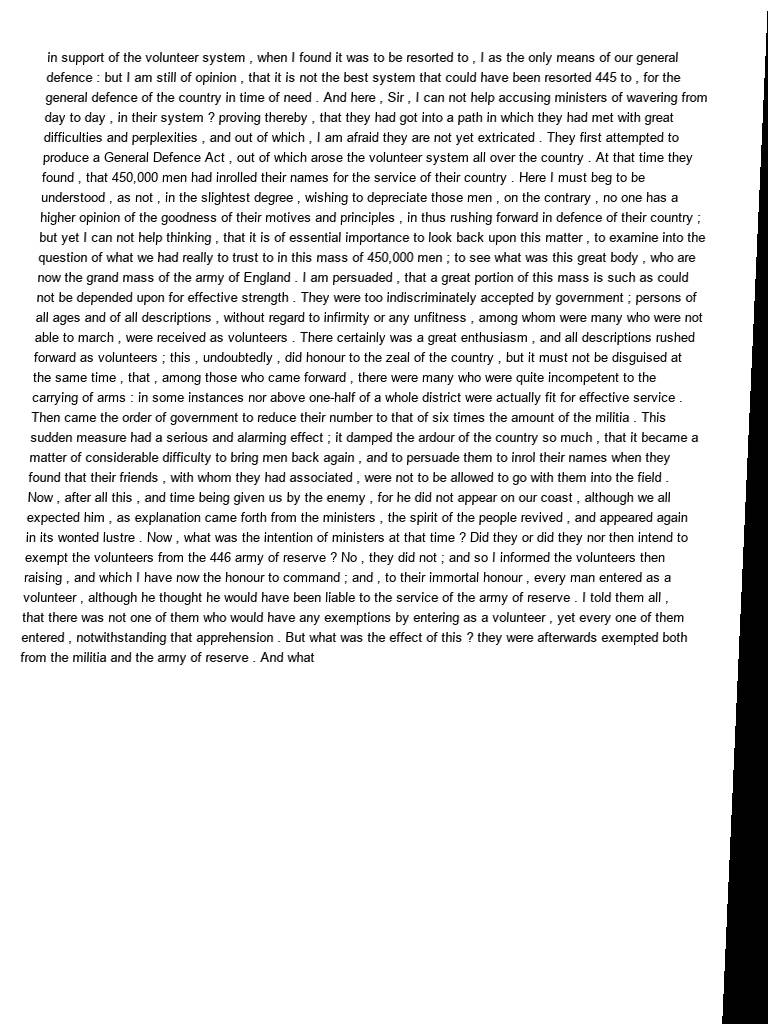 in support of the volunteer system , when I found it was to be resorted to , I as the only means of our general
defence : but I am still of opinion , that it is not the best system that could have been resorted 445 to , for the
general defence of the country in time of need . And here , Sir , I can not help accusing ministers of wavering from
day to day , in their system ? proving thereby , that they had got into a path in which they had met with great
difficulties and perplexities , and out of which , I am afraid they are not yet extricated . They first attempted to
produce a General Defence Act , out of which arose the volunteer system all over the country . At that time they
found , that 450,000 men had inrolled their names for the service of their country . Here I must beg to be
understood , as not , in the slightest degree , wishing to depreciate those men , on the contrary , no one has a
higher opinion of the goodness of their motives and principles , in thus rushing forward in defence of their country ;
but yet I can not help thinking , that it is of essential importance to look back upon this matter , to examine into the
question of what we had really to trust to in this mass of 450,000 men ; to see what was this great body , who are
now the grand mass of the army of England . I am persuaded , that a great portion of this mass is such as could
not be depended upon for effective strength . They were too indiscriminately accepted by government ; persons of
all ages and of all descriptions , without regard to infirmity or any unfitness , among whom were many who were not
able to march , were received as volunteers . There certainly was a great enthusiasm , and all descriptions rushed
forward as volunteers ; this , undoubtedly , did honour to the zeal of the country , but it must not be disguised at
the same time , that , among those who came forward , there were many who were quite incompetent to the
carrying of arms : in some instances nor above one-half of a whole district were actually fit for effective service .
Then came the order of government to reduce their number to that of six times the amount of the militia . This
sudden measure had a serious and alarming effect ; it damped the ardour of the country so much , that it became a
matter of considerable difficulty to bring men back again , and to persuade them to inrol their names when they
found that their friends , with whom they had associated , were not to be allowed to go with them into the field .
Now , after all this , and time being given us by the enemy , for he did not appear on our coast , although we all
expected him , as explanation came forth from the ministers , the spirit of the people revived , and appeared again
in its wonted lustre . Now , what was the intention of ministers at that time ? Did they or did they nor then intend to
exempt the volunteers from the 446 army of reserve ? No , they did not ; and so I informed the volunteers then
raising , and which I have now the honour to command ; and , to their immortal honour , every man entered as a
volunteer , although he thought he would have been liable to the service of the army of reserve . I told them all ,
that there was not one of them who would have any exemptions by entering as a volunteer , yet every one of them
entered , notwithstanding that apprehension . But what was the effect of this ? they were afterwards exempted both
from the militia and the army of reserve . And what